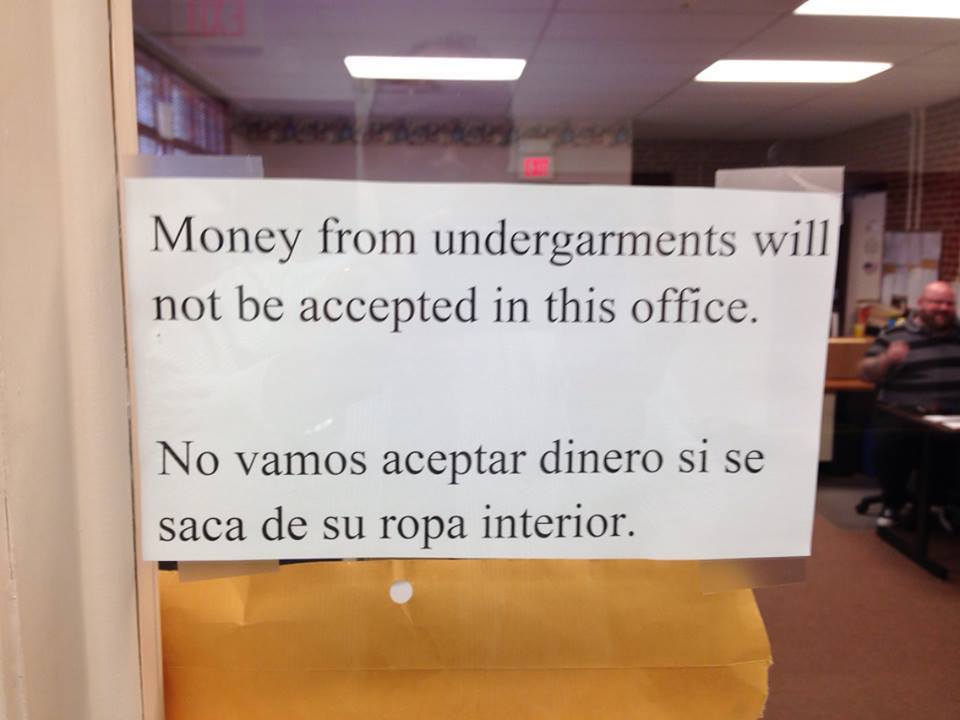 EXIT
Money from undergarments will
not be accepted in this office.
No vamos aceptar dinero si se
saca de su ropa interior.